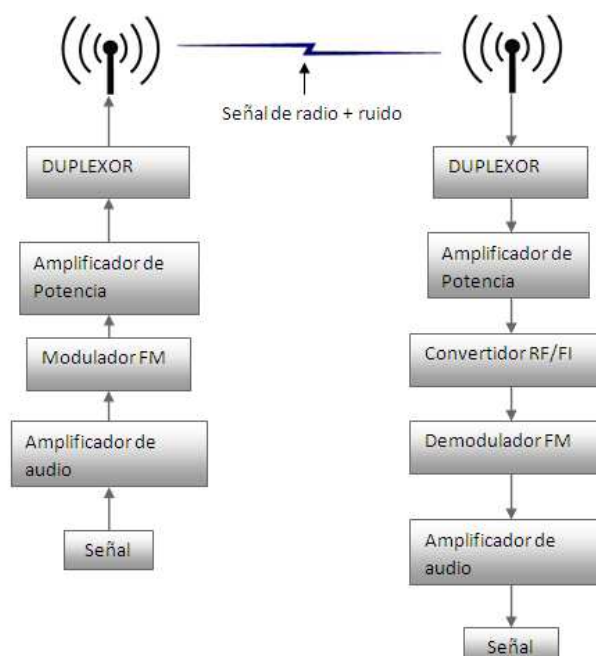 Señal de radio + ruido
DUPLEXOR
Amplificador de
Potencia
Modulador FM
Amplificador de
audio
Señal
DUPLEXOR
Amplificador de
Potencia
Convertidor RF/FI
Demodulador FM
Amplificador de
audio
Señal